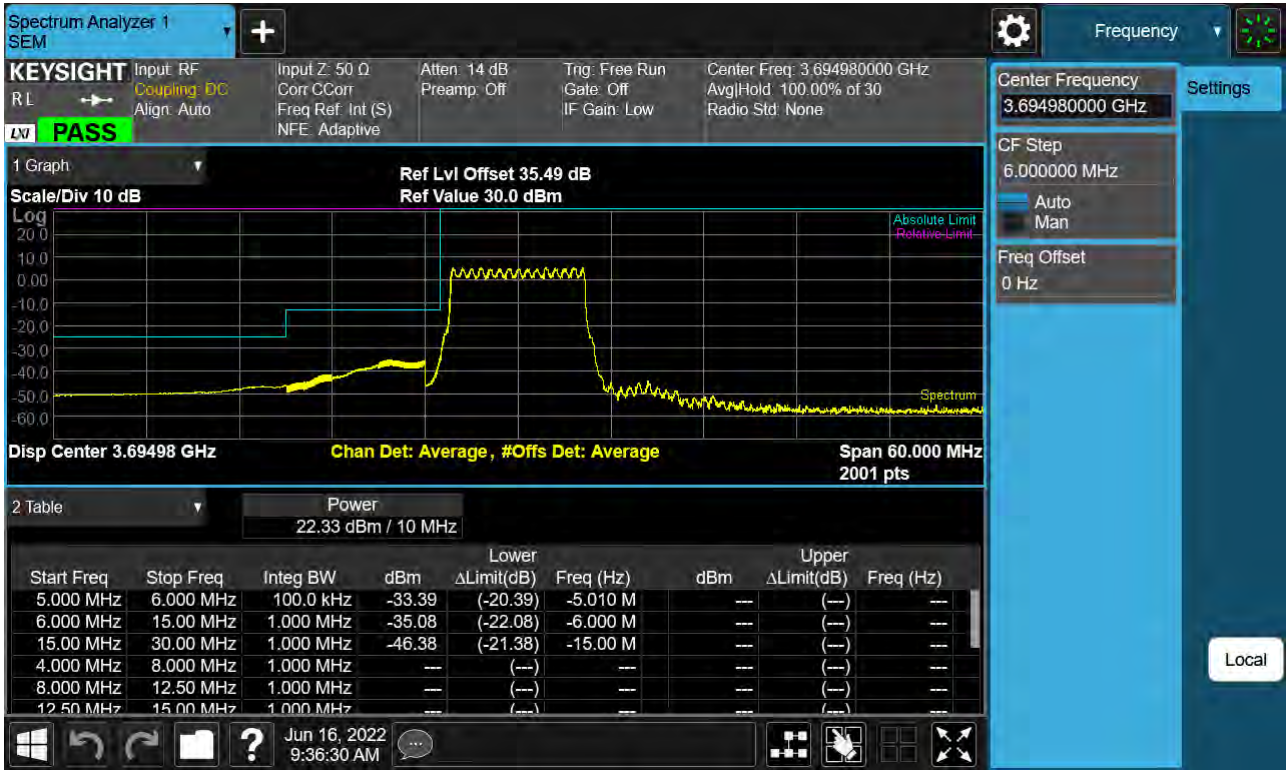 Spectrum Analyzer 1
SEM
+
Frequency
KEYSIGHT
RL
LXI PASS
Input: RF
Coupling: DC
Align: Auto
Input Z: 50 Ω
Corr CCorr
Freq Ref: Int (S)
NFE: Adaptive
Atten: 14 dB
Preamp: Off
Trig: Free Run
Gate: Off
IF Gain: Low
Center Freq: 3.694980000 GHz
Avg|Hold: 100.00% of 30
Radio Std: None
Center Frequency
3.694980000 GHz
Settings
CF Step
6.000000 MHz
Auto
Man
Freq Offset
0 Hz
1 Graph
Ref Lvl Offset 35.49 dB
Scale/Div 10 dB
Ref Value 30.0 dBm
Log
Absolute Limit
Relative Limit
20.0
10.0
0.00
-10.0
-20.0
-30.0
-40.0
-50.0
-60.0
Spectrum
Disp Center 3.69498 GHz
Chan Det: Average, #Offs Det: Average
Span 60.000 MHz
2001 pts
2 Table
Power
22.33 dBm / 10 MHz
Lower Upper
Start Freq Stop Freq Integ BW dBm ΔLimit(dB) Freq (Hz) dBm ΔLimit(dB) Freq (Hz)
5.000 MHz 6.000 MHz 100.0 kHz -33.39 (-20.39) -5.010 M --- (---) ---
6.000 MHz 15.00 MHz 1.000 MHz -35.08 (-22.08) -6.000 M --- (---) ---
15.00 MHz 30.00 MHz 1.000 MHz -46.38 (-21.38) -15.00 M --- (---) ---
4.000 MHz 8.000 MHz 1.000 MHz --- (---) --- --- (---) ---
8.000 MHz 12.50 MHz 1.000 MHz --- (---) --- --- (---) ---
12.50 MHz 15.00 MHz 1.000 MHz --- (---) --- --- (---) ---
Local
?
Jun 16, 2022
9:36:30 AM